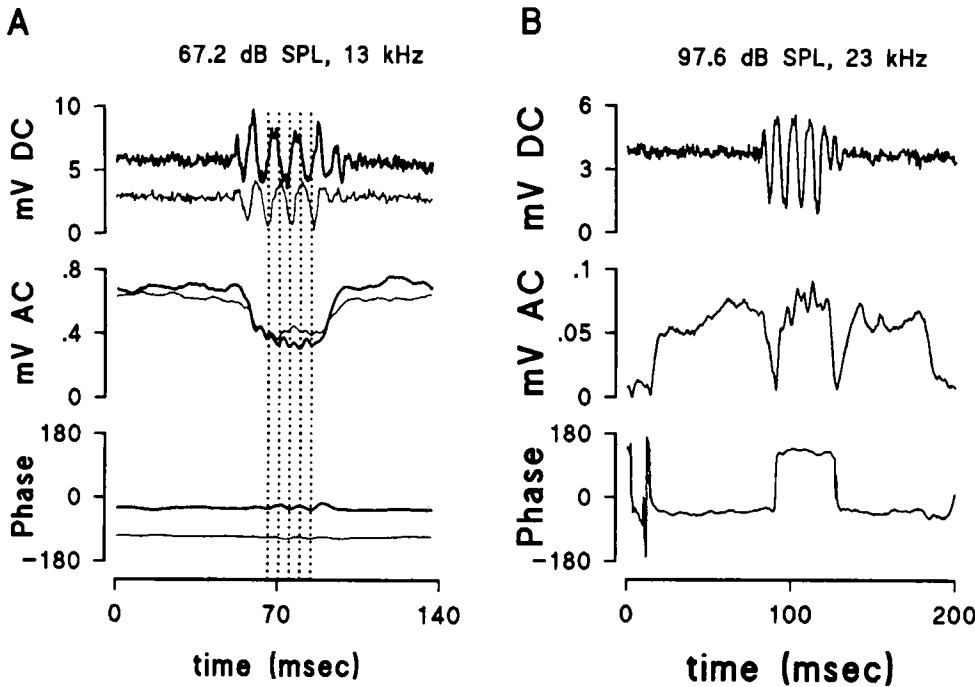 A
67.2 dB SPL, 13 kHz
mV DC
10
5
0
mV AC
.8
.4
0
Phase
180
0
-180
0
70
140
time (msec)
B
97.6 dB SPL, 23 kHz
mV DC
6
3
0
mV AC
.1
.05
0
Phase
180
0
-180
0
100
200
time (msec)